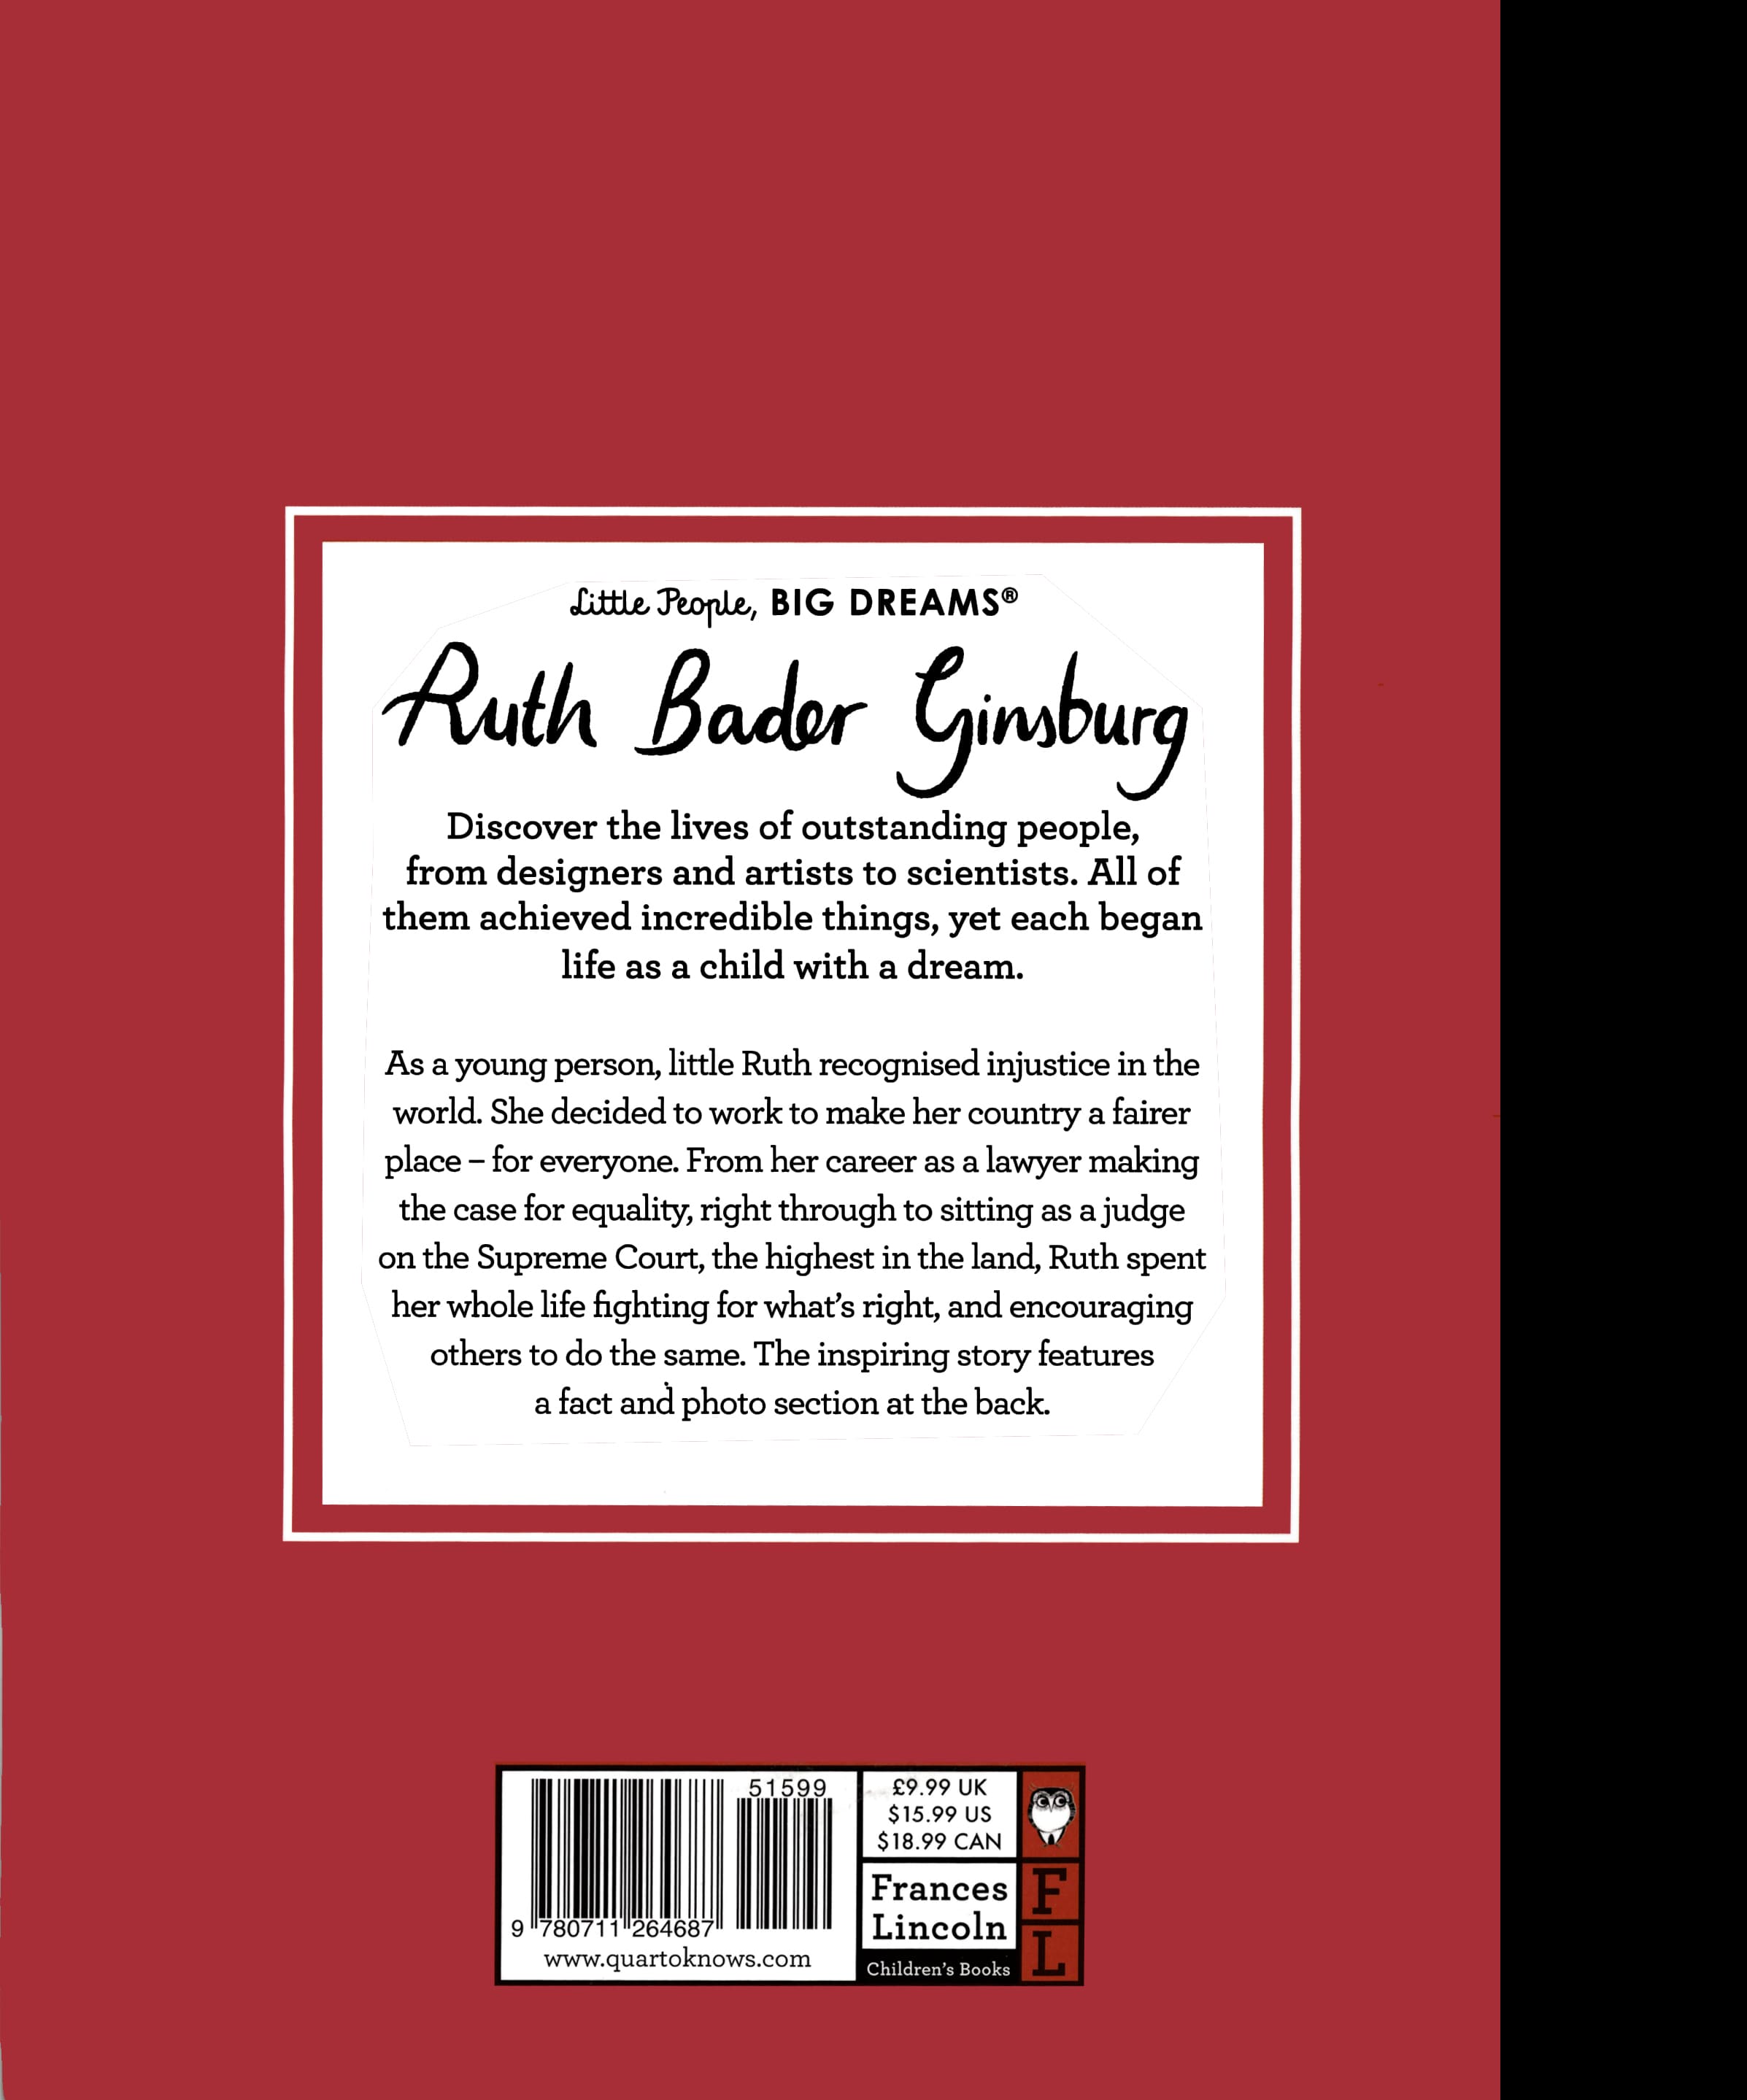 Little People, BIG DREAMS®
Ruth Bader Ginsburg
Discover the lives of outstanding people,
from designers and artists to scientists. All of
them achieved incredible things, yet each began
life as a child with a dream.
As a young person, little Ruth recognised injustice in the
world. She decided to work to make her country a fairer
place – for everyone. From her career as a lawyer making
the case for equality, right through to sitting as a judge
on the Supreme Court, the highest in the land, Ruth spent
her whole life fighting for what's right, and encouraging
others to do the same. The inspiring story features
a fact and photo section at the back.
51599
9 780711 264687
www.quartoknows.com
£9.99 UK
$15.99 US
$18.99 CAN
Frances
Lincoln
Children's Books
F
L